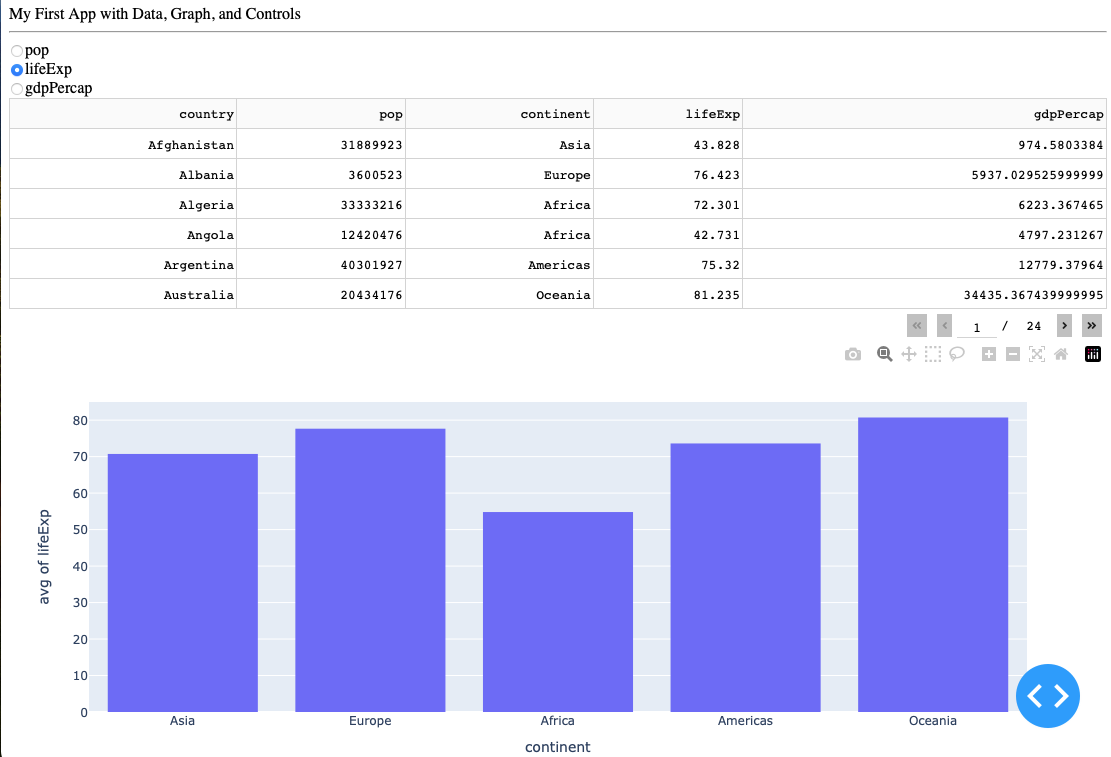 My First App with Data, Graph, and Controls
pop
lifeExp
gdpPercap
country pop continent lifeExp gdpPercap
Afghanistan 31889923 Asia 43.828 974.5803384
Albania 3600523 Europe 76.423 5937.029525999999
Algeria 33333216 Africa 72.301 6223.367465
Angola 12420476 Africa 42.731 4797.231267
Argentina 40301927 Americas 75.32 12779.37964
Australia 20434176 Oceania 81.235 34435.367439999995
« ‹ 1 / 24 › »
80
70
60
50
40
30
20
10
0
avg of lifeExp
Asia Europe Africa Americas Oceania
continent